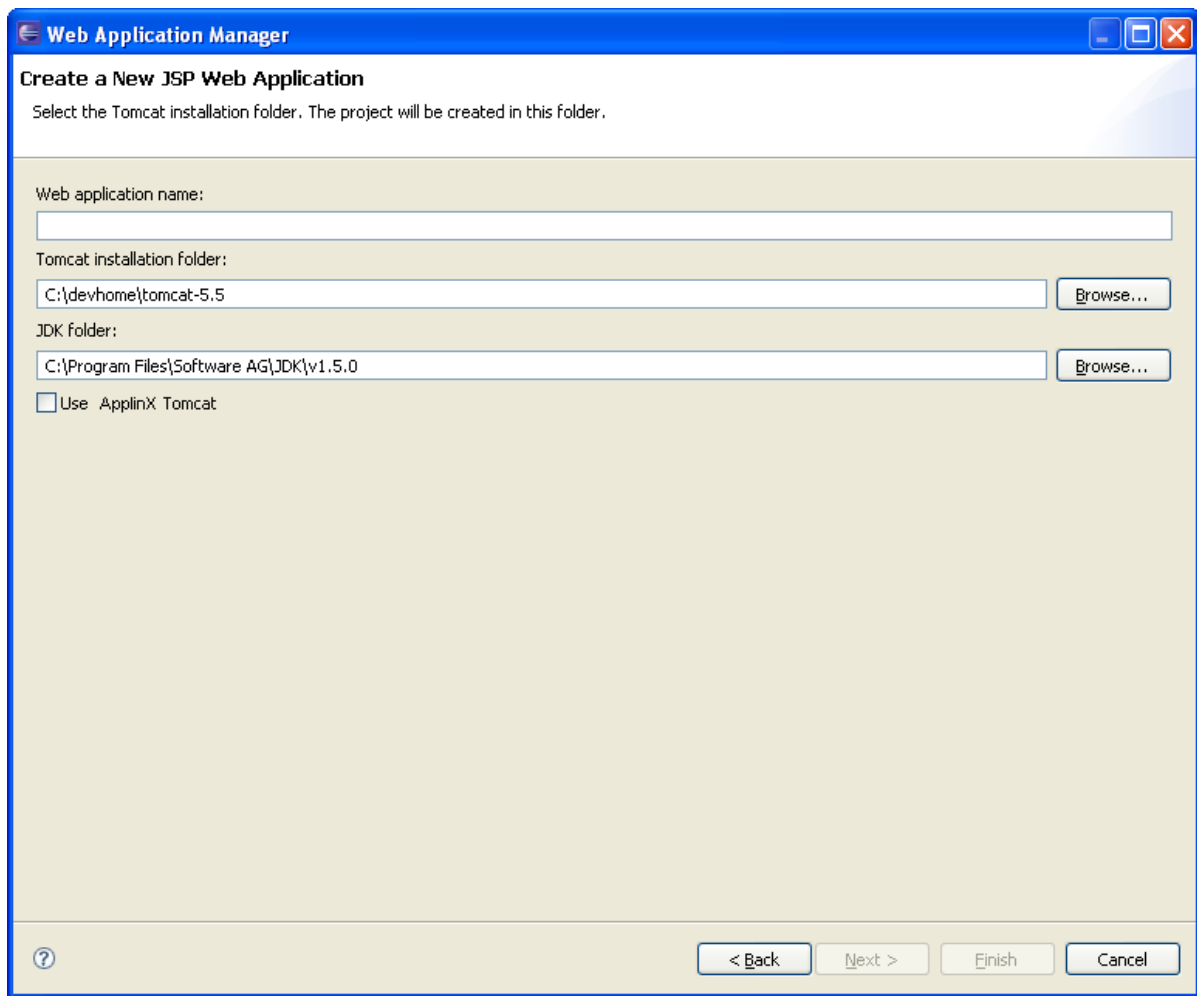 Web Application Manager
Create a New JSP Web Application
Select the Tomcat installation folder. The project will be created in this folder.
Web application name:
Tomcat installation folder:
C:\devhome\tomcat-5.5 Browse...
JDK folder:
C:\Program Files\Software AG\JDK\v1.5.0 Browse...
Use ApplinX Tomcat
? < Back Next > Finish Cancel